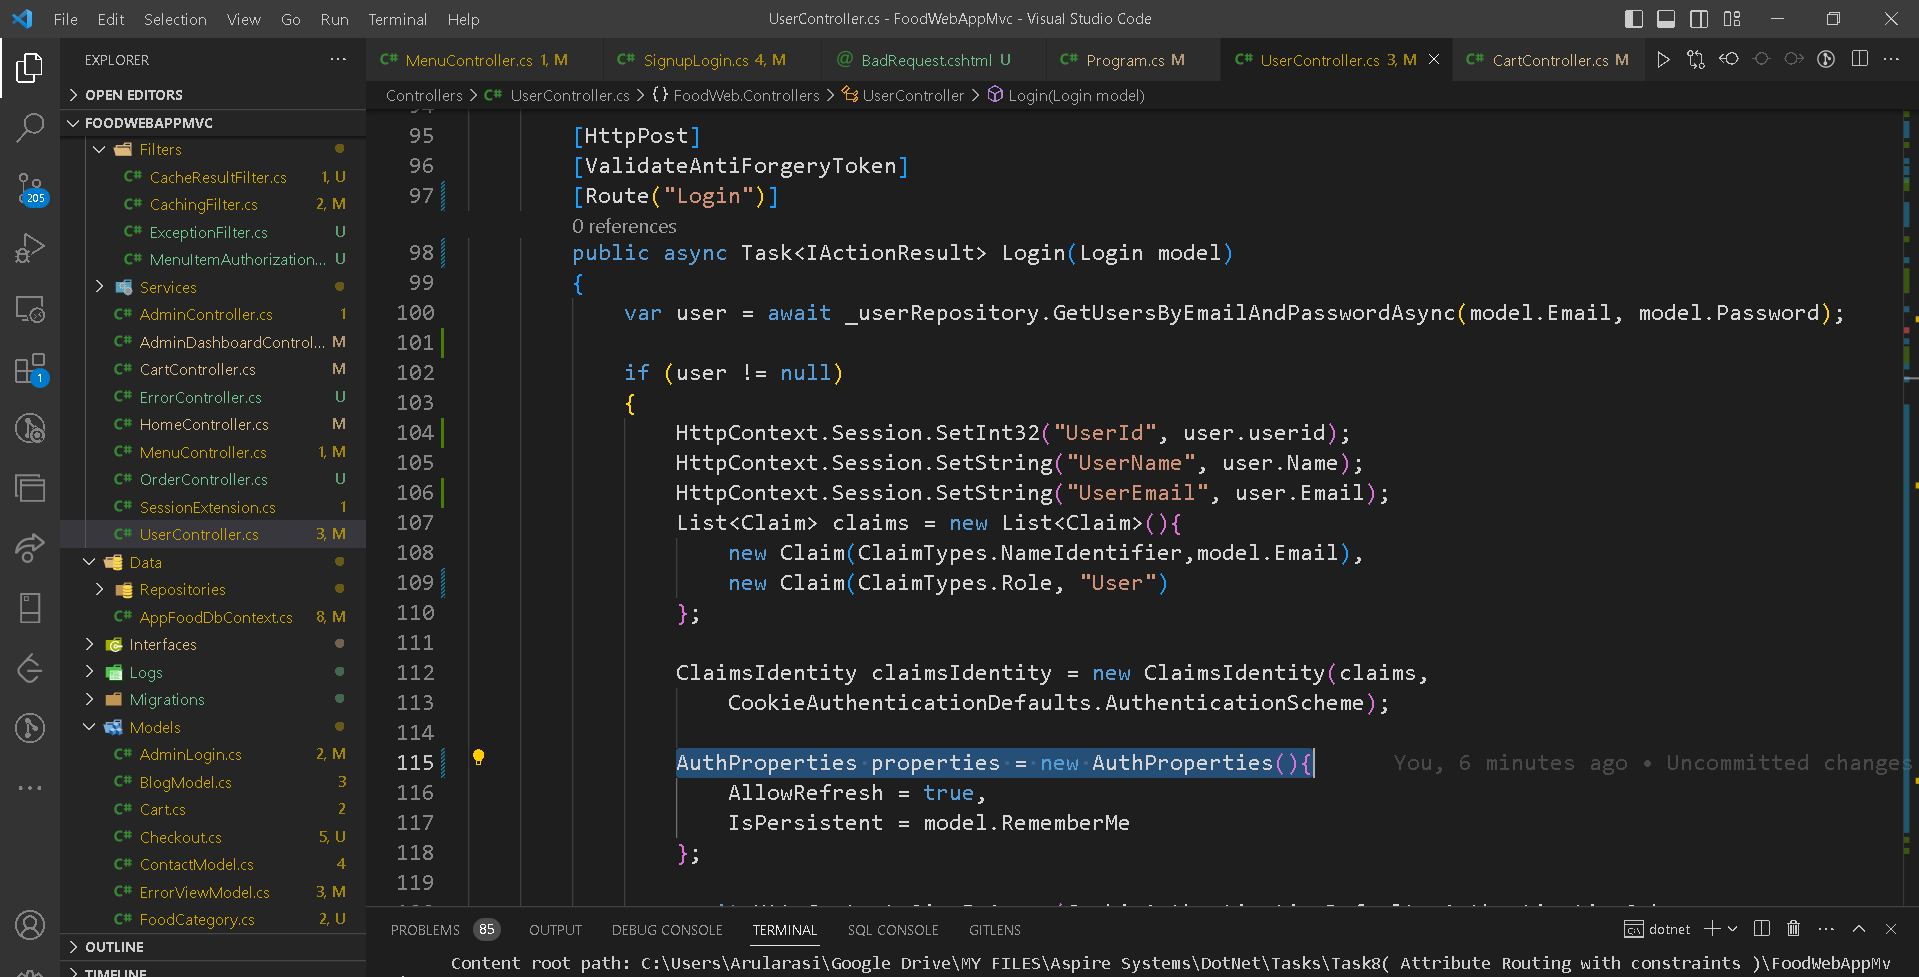 File Edit Selection View Go Run Terminal Help
UserController.cs - FoodWebAppMvc - Visual Studio Code
EXPLORER
OPEN EDITORS
FOODWEBAPPMVC
Filters
C# CacheResultFilter.cs 1, U
C# CachingFilter.cs 2, M
C# ExceptionFilter.cs U
C# MenuItemAuthorization... U
Services
C# AdminController.cs 1
C# AdminDashboardControl... M
C# CartController.cs M
C# ErrorController.cs U
C# HomeController.cs M
C# MenuController.cs 1, M
C# OrderController.cs U
C# SessionExtension.cs 1
C# UserController.cs 3, M
Data
Repositories
C# AppFoodDbContext.cs 8, M
Interfaces
Logs
Migrations
Models
C# AdminLogin.cs 2, M
C# BlogModel.cs 3
C# Cart.cs 2
C# Checkout.cs 5, U
C# ContactModel.cs 4
C# ErrorViewModel.cs 3, M
C# FoodCategory.cs 2, U
OUTLINE
TIMELINE
205
1
C# MenuController.cs 1, M
C# SignupLogin.cs 4, M
@ BadRequest.cshtml U
C# Program.cs M
C# UserController.cs 3, M
C# CartController.cs M
Controllers > C# UserController.cs > {} FoodWeb.Controllers > UserController > Login(Login model)
95 [HttpPost]
96 [ValidateAntiForgeryToken]
97 [Route("Login")]
0 references
98 public async Task<IActionResult> Login(Login model)
99 {
100 var user = await _userRepository.GetUsersByEmailAndPasswordAsync(model.Email, model.Password);
101
102 if (user != null)
103 {
104 HttpContext.Session.SetInt32("UserId", user.userid);
105 HttpContext.Session.SetString("UserName", user.Name);
106 HttpContext.Session.SetString("UserEmail", user.Email);
107 List<Claim> claims = new List<Claim>(){
108 new Claim(ClaimTypes.NameIdentifier,model.Email),
109 new Claim(ClaimTypes.Role, "User")
110 };
111
112 ClaimsIdentity claimsIdentity = new ClaimsIdentity(claims,
113 CookieAuthenticationDefaults.AuthenticationScheme);
114
115 AuthProperties properties = new AuthProperties(){ You, 6 minutes ago • Uncommitted changes
116 AllowRefresh = true,
117 IsPersistent = model.RememberMe
118 };
119
PROBLEMS 85 OUTPUT DEBUG CONSOLE TERMINAL SQL CONSOLE GITLENS
dotnet
Content root path: C:\Users\Arularasi\Google Drive\MY FILES\Aspire Systems\DotNet\Tasks\Task8( Attribute Routing with constraints )\FoodWebAppMv